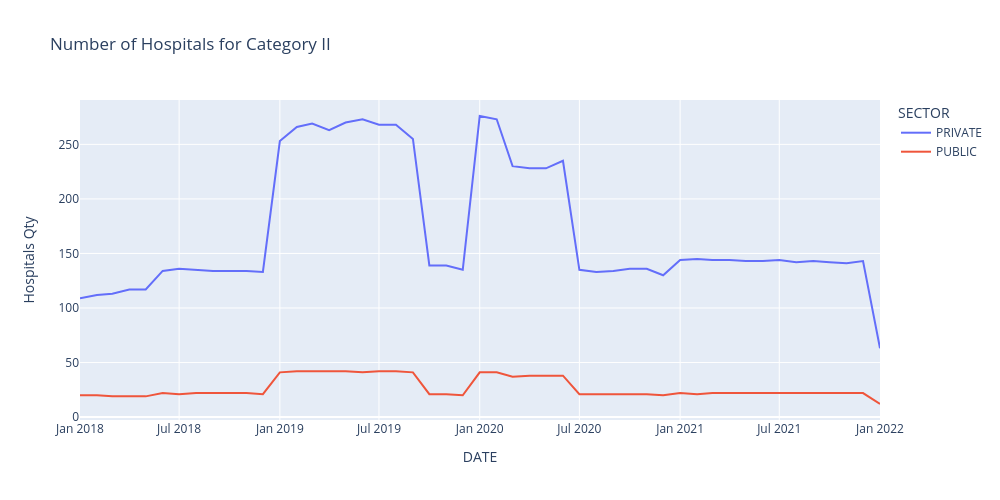 Number of Hospitals for Category II
SECTOR
PRIVATE
PUBLIC
Hospitals Qty
250
200
150
100
50
0
Jan 2018
Jul 2018
Jan 2019
Jul 2019
Jan 2020
Jul 2020
Jan 2021
Jul 2021
Jan 2022
DATE